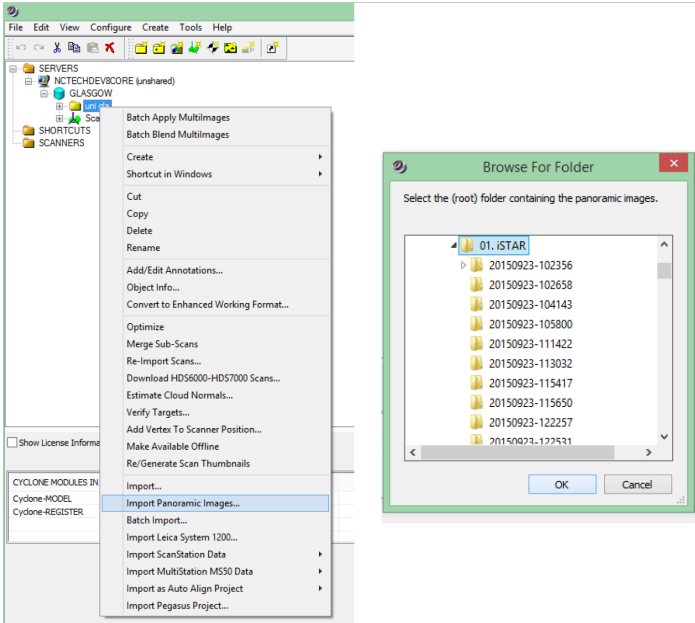 File Edit View Configure Create Tools Help
SERVERS
NCTECHDEV8CORE (unshared)
GLASGOW
uni gla
Sca
SHORTCUTS
SCANNERS
Batch Apply MultiImages
Batch Blend MultiImages
Create
Shortcut in Windows
Cut
Copy
Delete
Rename
Add/Edit Annotations...
Object Info...
Convert to Enhanced Working Format...
Optimize
Merge Sub-Scans
Re-Import Scans...
Download HDS6000-HDS7000 Scans...
Estimate Cloud Normals...
Verify Targets...
Add Vertex To Scanner Position...
Make Available Offline
Re/Generate Scan Thumbnails
Import...
Import Panoramic Images...
Batch Import...
Import Leica System 1200...
Import ScanStation Data
Import MultiStation MS50 Data
Import as Auto Align Project
Import Pegasus Project...
Show License Informa
CYCLONE MODULES IN
Cyclone-MODEL
Cyclone-REGISTER
Browse For Folder
Select the (root) folder containing the panoramic images.
01. iSTAR
20150923-102356
20150923-102658
20150923-104143
20150923-105800
20150923-111422
20150923-113032
20150923-115417
20150923-115650
20150923-122257
20150923-122531
OK Cancel